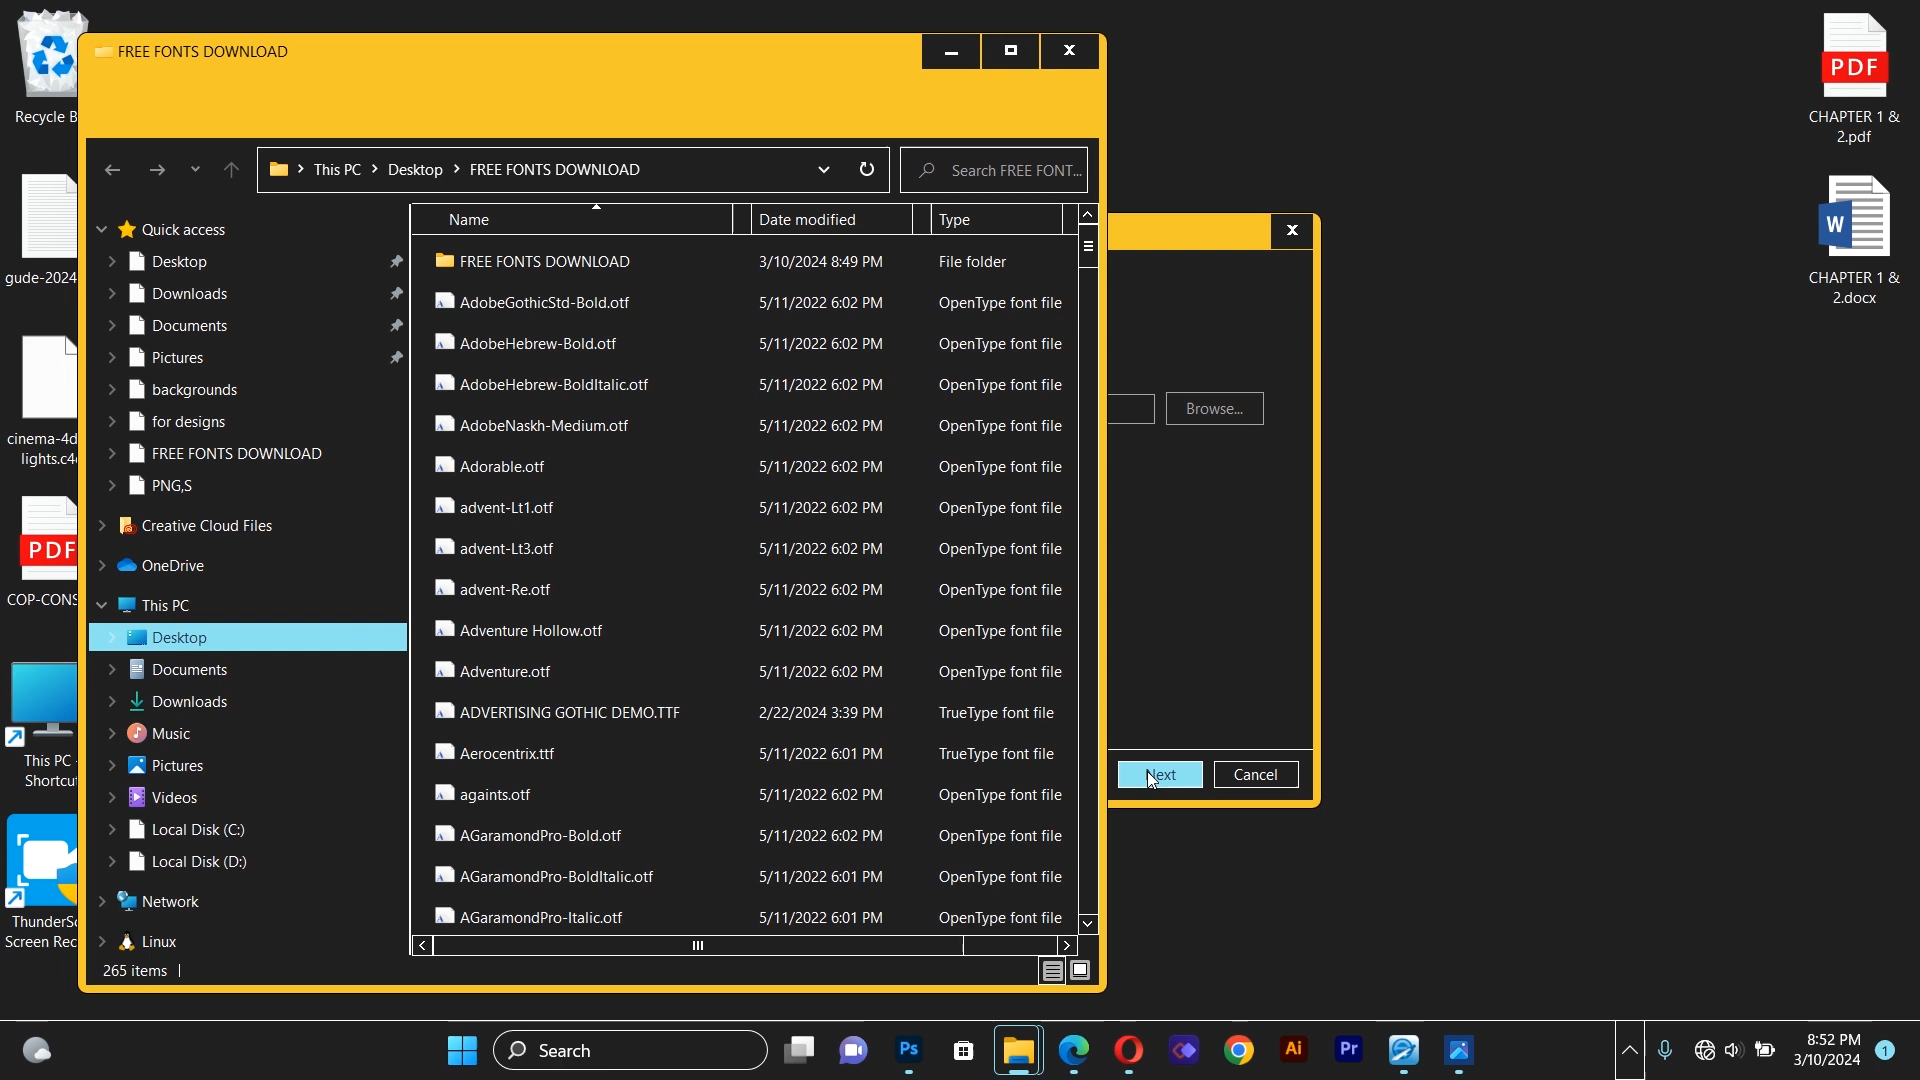 Recycle B
FREE FONTS DOWNLOAD
PDF
CHAPTER 1 &
2.pdf
This PC
Desktop
FREE FONTS DOWNLOAD
Search FREE FONT...
Name
Date modified
Type
Quick access
Desktop
Downloads
Documents
Pictures
backgrounds
for designs
FREE FONTS DOWNLOAD
PNG,S
Creative Cloud Files
OneDrive
This PC
Desktop
Documents
Downloads
Music
Pictures
Videos
Local Disk (C:)
Local Disk (D:)
Network
Linux
FREE FONTS DOWNLOAD 3/10/2024 8:49 PM File folder
AdobeGothicStd-Bold.otf 5/11/2022 6:02 PM OpenType font file
AdobeHebrew-Bold.otf 5/11/2022 6:02 PM OpenType font file
AdobeHebrew-BoldItalic.otf 5/11/2022 6:02 PM OpenType font file
AdobeNaskh-Medium.otf 5/11/2022 6:02 PM OpenType font file
Adorable.otf 5/11/2022 6:02 PM OpenType font file
advent-Lt1.otf 5/11/2022 6:02 PM OpenType font file
advent-Lt3.otf 5/11/2022 6:02 PM OpenType font file
advent-Re.otf 5/11/2022 6:02 PM OpenType font file
Adventure Hollow.otf 5/11/2022 6:02 PM OpenType font file
Adventure.otf 5/11/2022 6:02 PM OpenType font file
ADVERTISING GOTHIC DEMO.TTF 2/22/2024 3:39 PM TrueType font file
Aerocentrix.ttf 5/11/2022 6:01 PM TrueType font file
againts.otf 5/11/2022 6:02 PM OpenType font file
AGaramondPro-Bold.otf 5/11/2022 6:02 PM OpenType font file
AGaramondPro-BoldItalic.otf 5/11/2022 6:01 PM OpenType font file
AGaramondPro-Italic.otf 5/11/2022 6:01 PM OpenType font file
265 items
gude-2024
cinema-4d
lights.c4
PDF
COP-CONS
This PC -
Shortcu
ThunderSo
Screen Rec
Browse...
Next
Cancel
W
CHAPTER 1 &
2.docx
Search
Ps
Ai
Pr
8:52 PM
3/10/2024
1